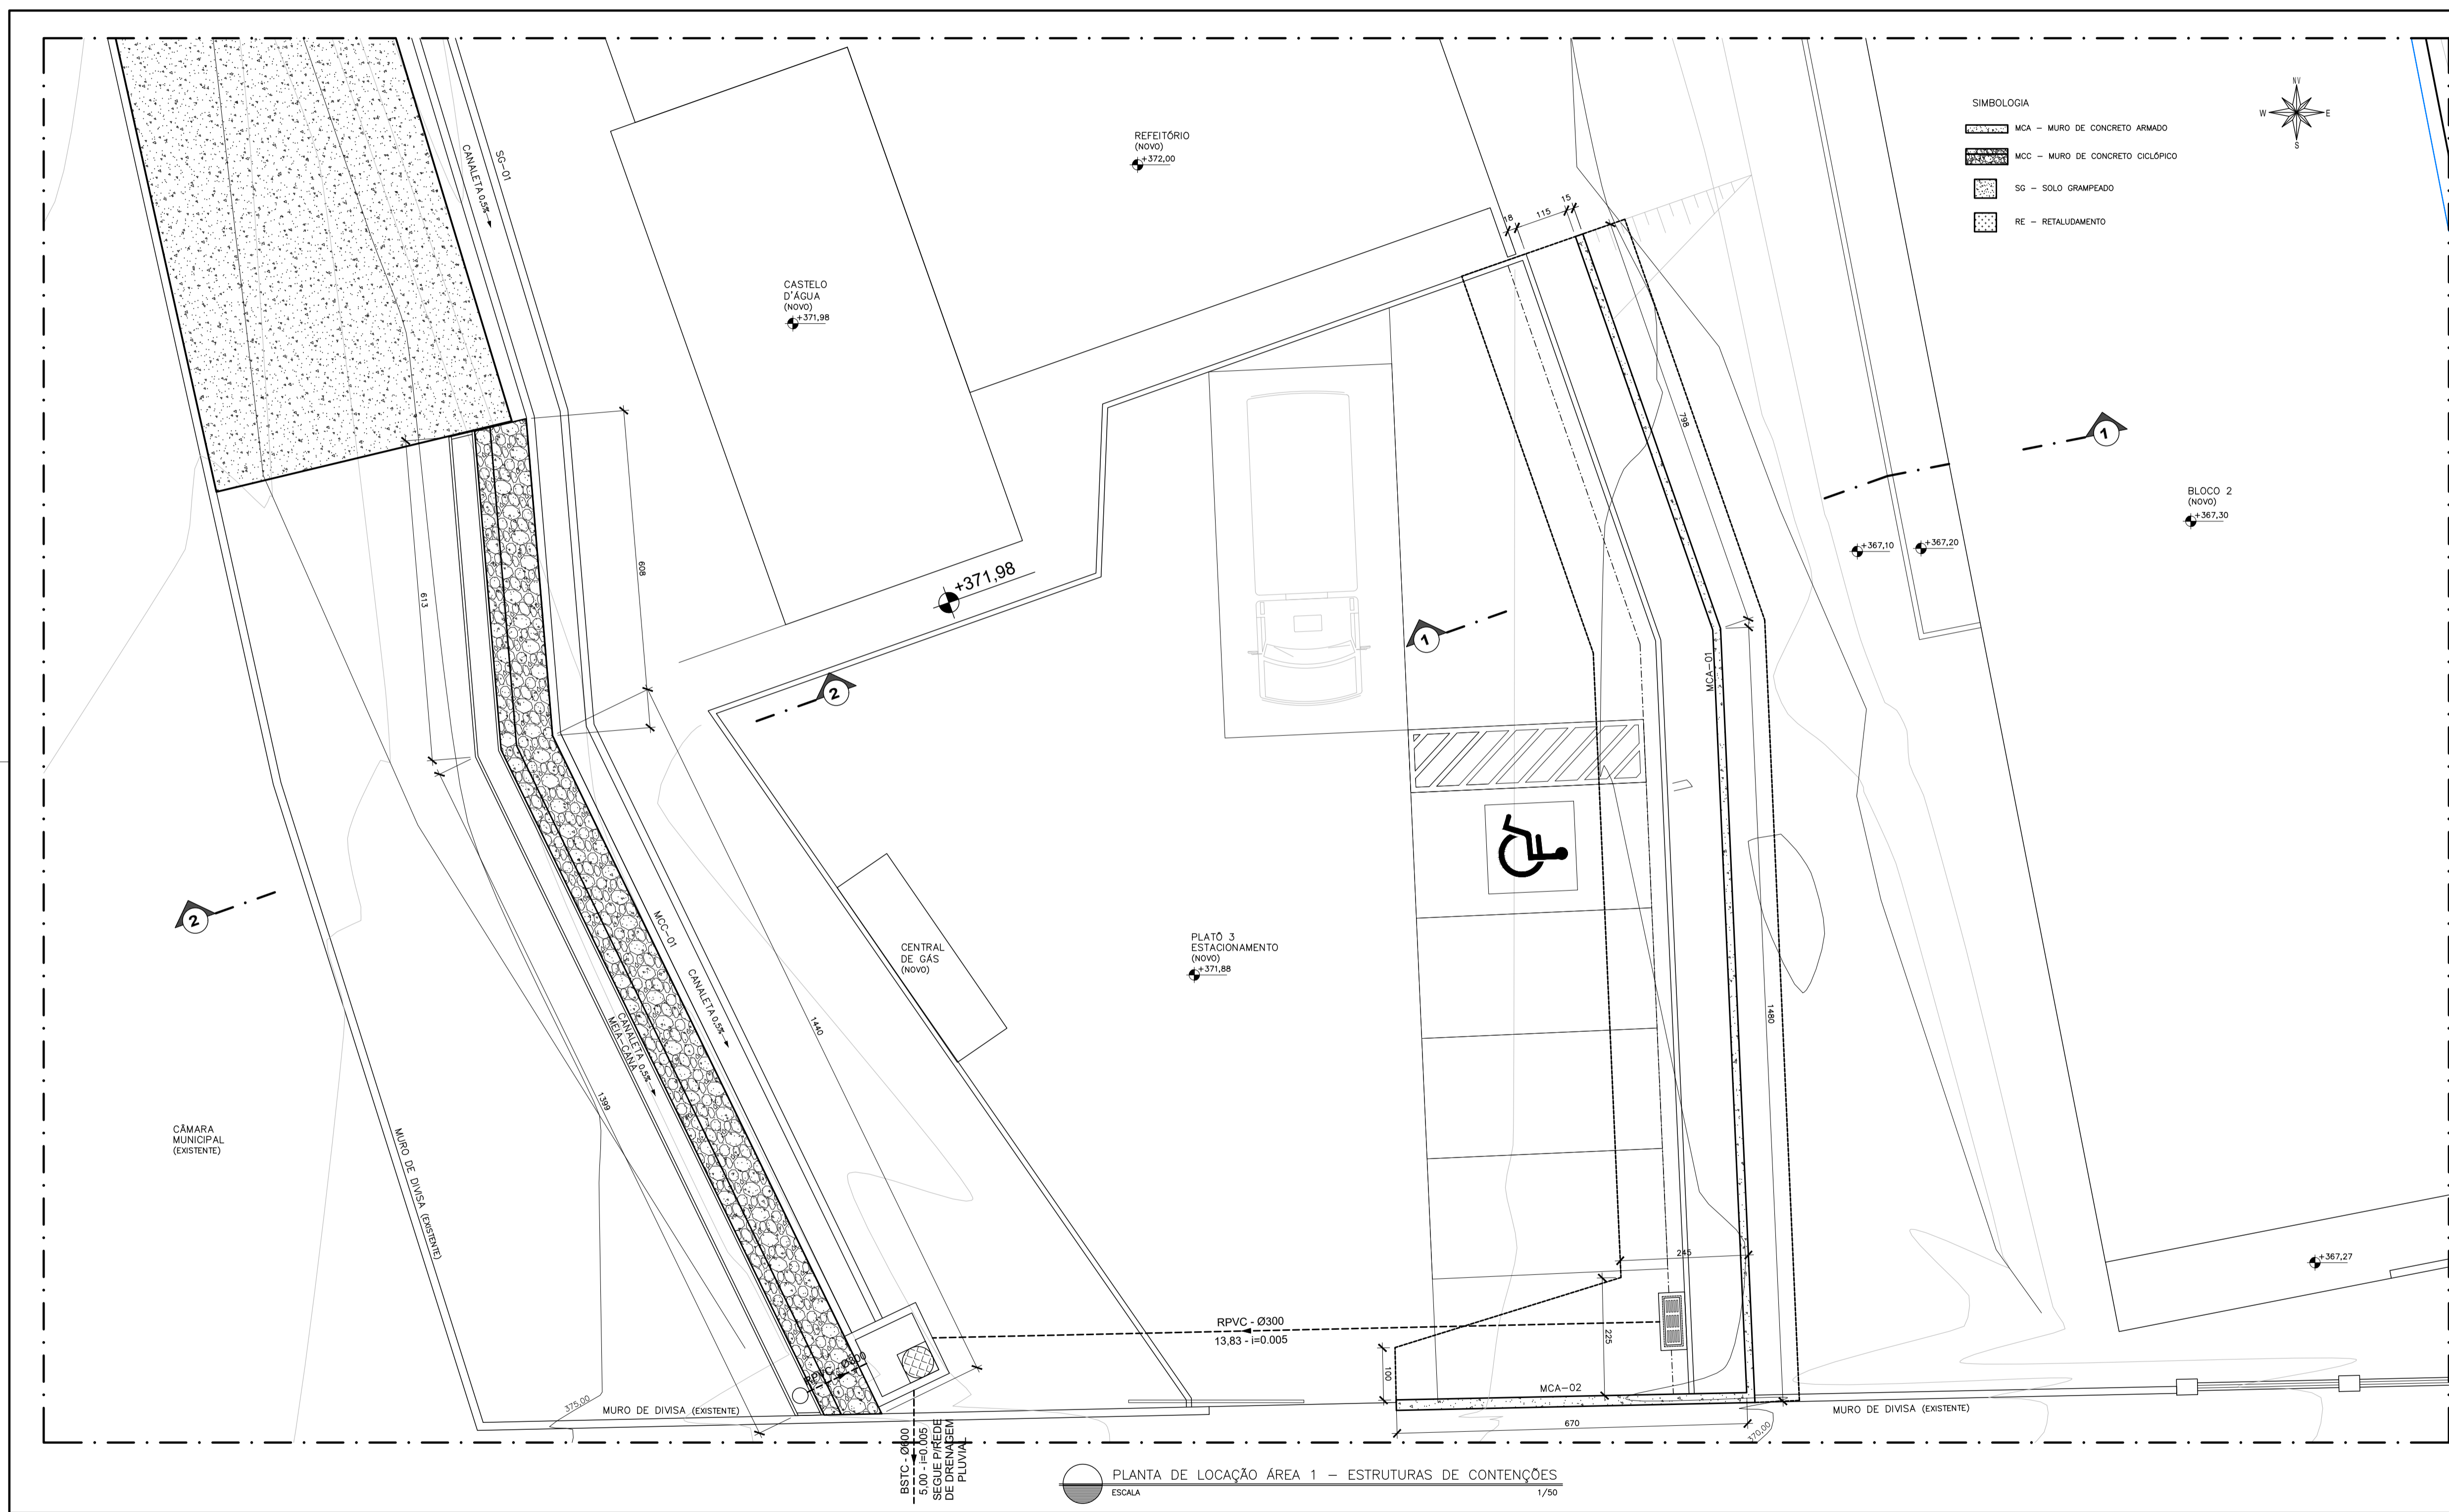 SIMBOLOGIA
MCA – MURO DE CONCRETO ARMADO
MCC – MURO DE CONCRETO CICLÓPICO
SG – SOLO GRAMPEADO
RE – RETALUDAMENTO
NV
W
E
S
CANALETA 0,5%
SG-01
REFEITÓRIO
(NOVO)
+372,00
CASTELO
D'ÁGUA
(NOVO)
+371,98
18
115
15
798
608
613
+371,98
1
1
BLOCO 2
(NOVO)
+367,30
+367,10
+367,20
MCA-01
2
2
MCC-01
CANALETA 0,5%
CANALETA 0,5%
MEIA-CANA
1440
1399
CENTRAL
DE GÁS
(NOVO)
PLATÔ 3
ESTACIONAMENTO
(NOVO)
+371,88
1480
CÂMARA
MUNICIPAL
(EXISTENTE)
MURO DE DIVISA (EXISTENTE)
245
225
100
+367,27
RPVC - Ø300
13,83 - i=0.005
MCA-02
670
375,00
370,00
MURO DE DIVISA (EXISTENTE)
MURO DE DIVISA (EXISTENTE)
BSTC - Ø600
5,00 - i=0.005
SEGUE P/REDE
DE DRENAGEM
PLUVIAL
PLANTA DE LOCAÇÃO ÁREA 1 – ESTRUTURAS DE CONTENÇÕES
ESCALA
1/50